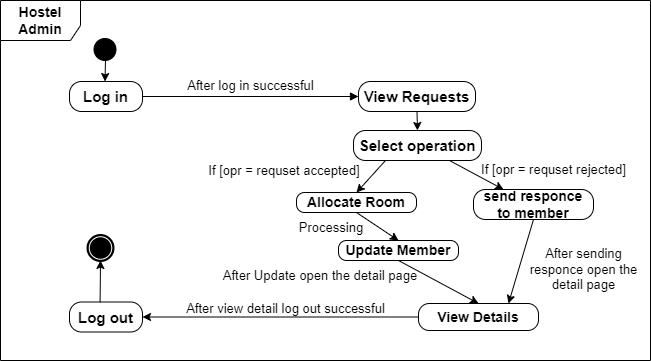 Hostel
Admin
After log in successful
Log in
View Requests
Select operation
If [opr = requset accepted]
If [opr = requset rejected]
Allocate Room
send responce
to member
Processing
Update Member
After sending
responce open the
detail page
After Update open the detail page
After view detail log out successful
Log out
View Details